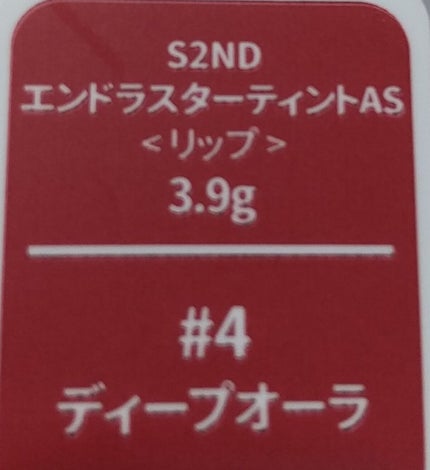 S2ND
エンドラスターティントAS
<リップ>
3.9g
#4
ディープオーラ